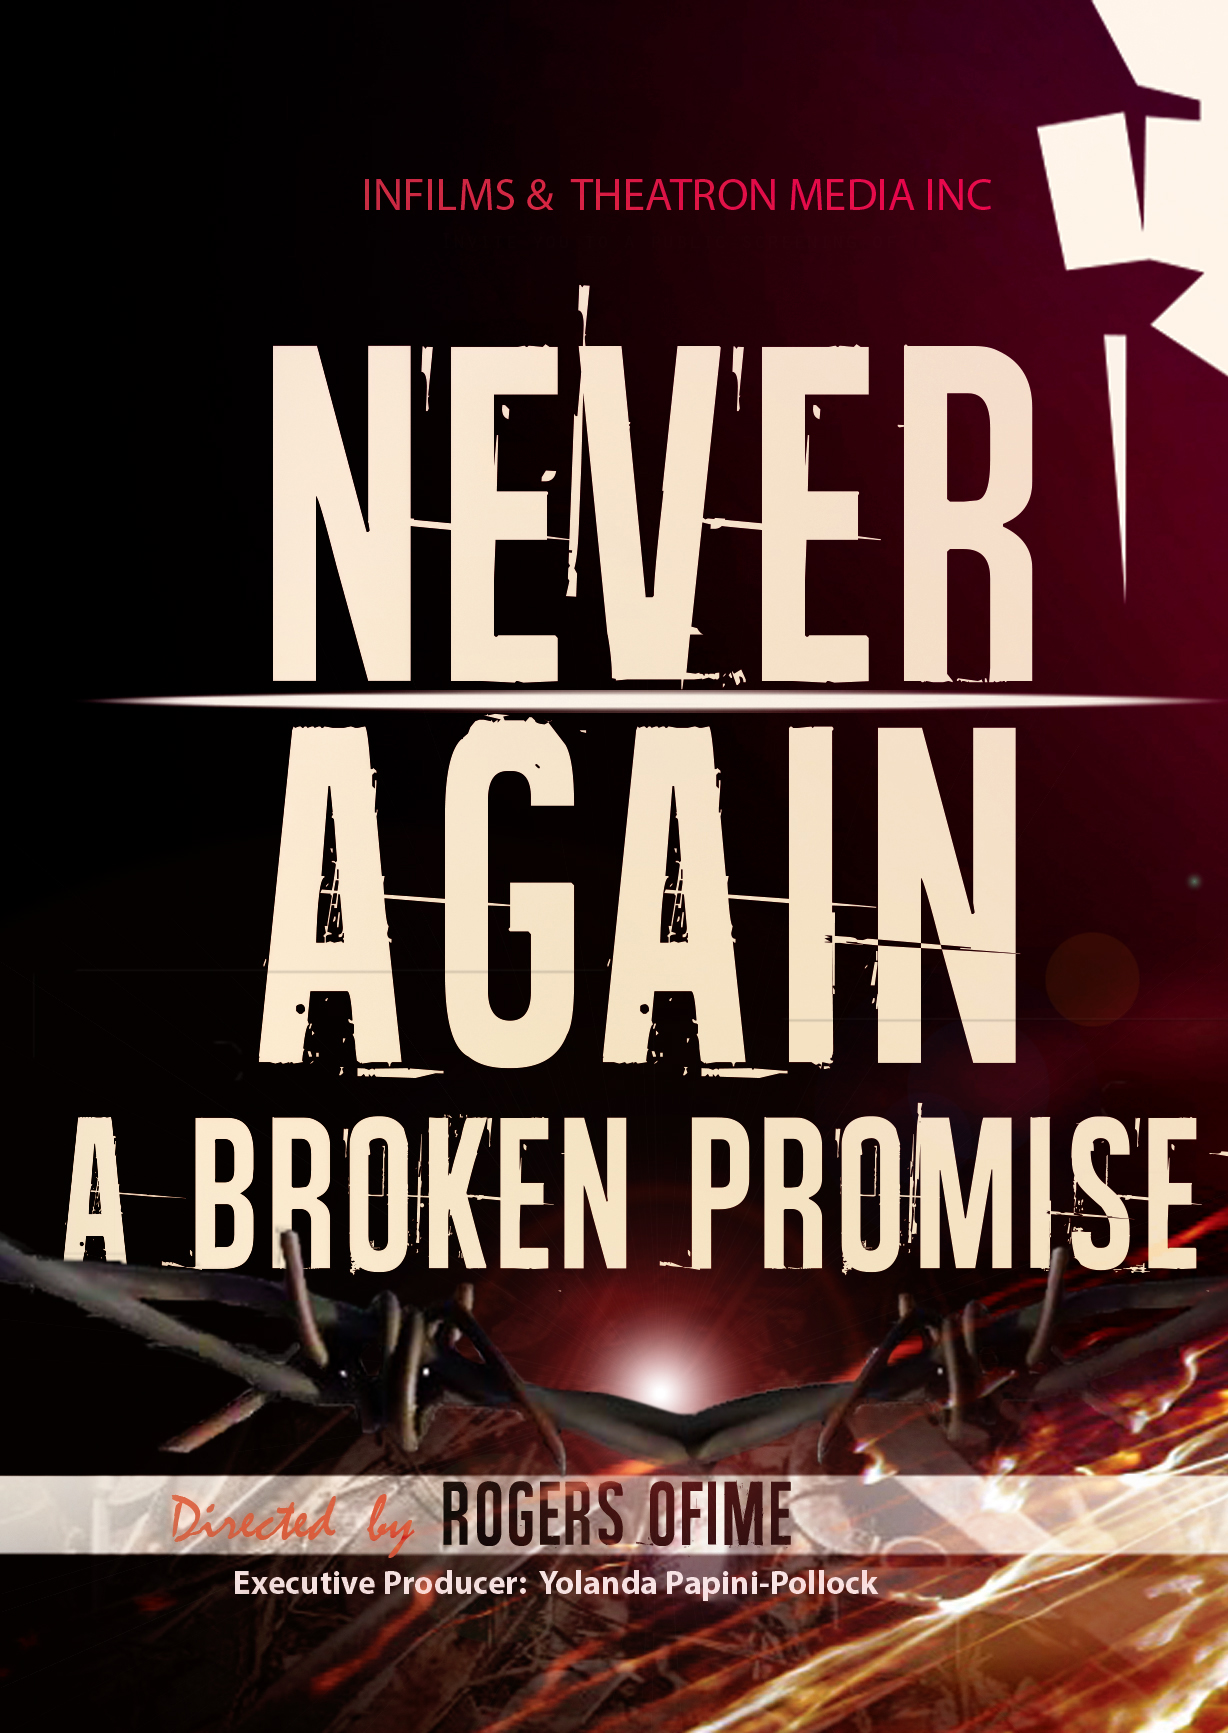 INFILMS & THEATRON MEDIA INC
NEVER
AGAIN
A BROKEN PROMISE
Directed by ROGERS OFIME
Executive Producer: Yolanda Papini-Pollock